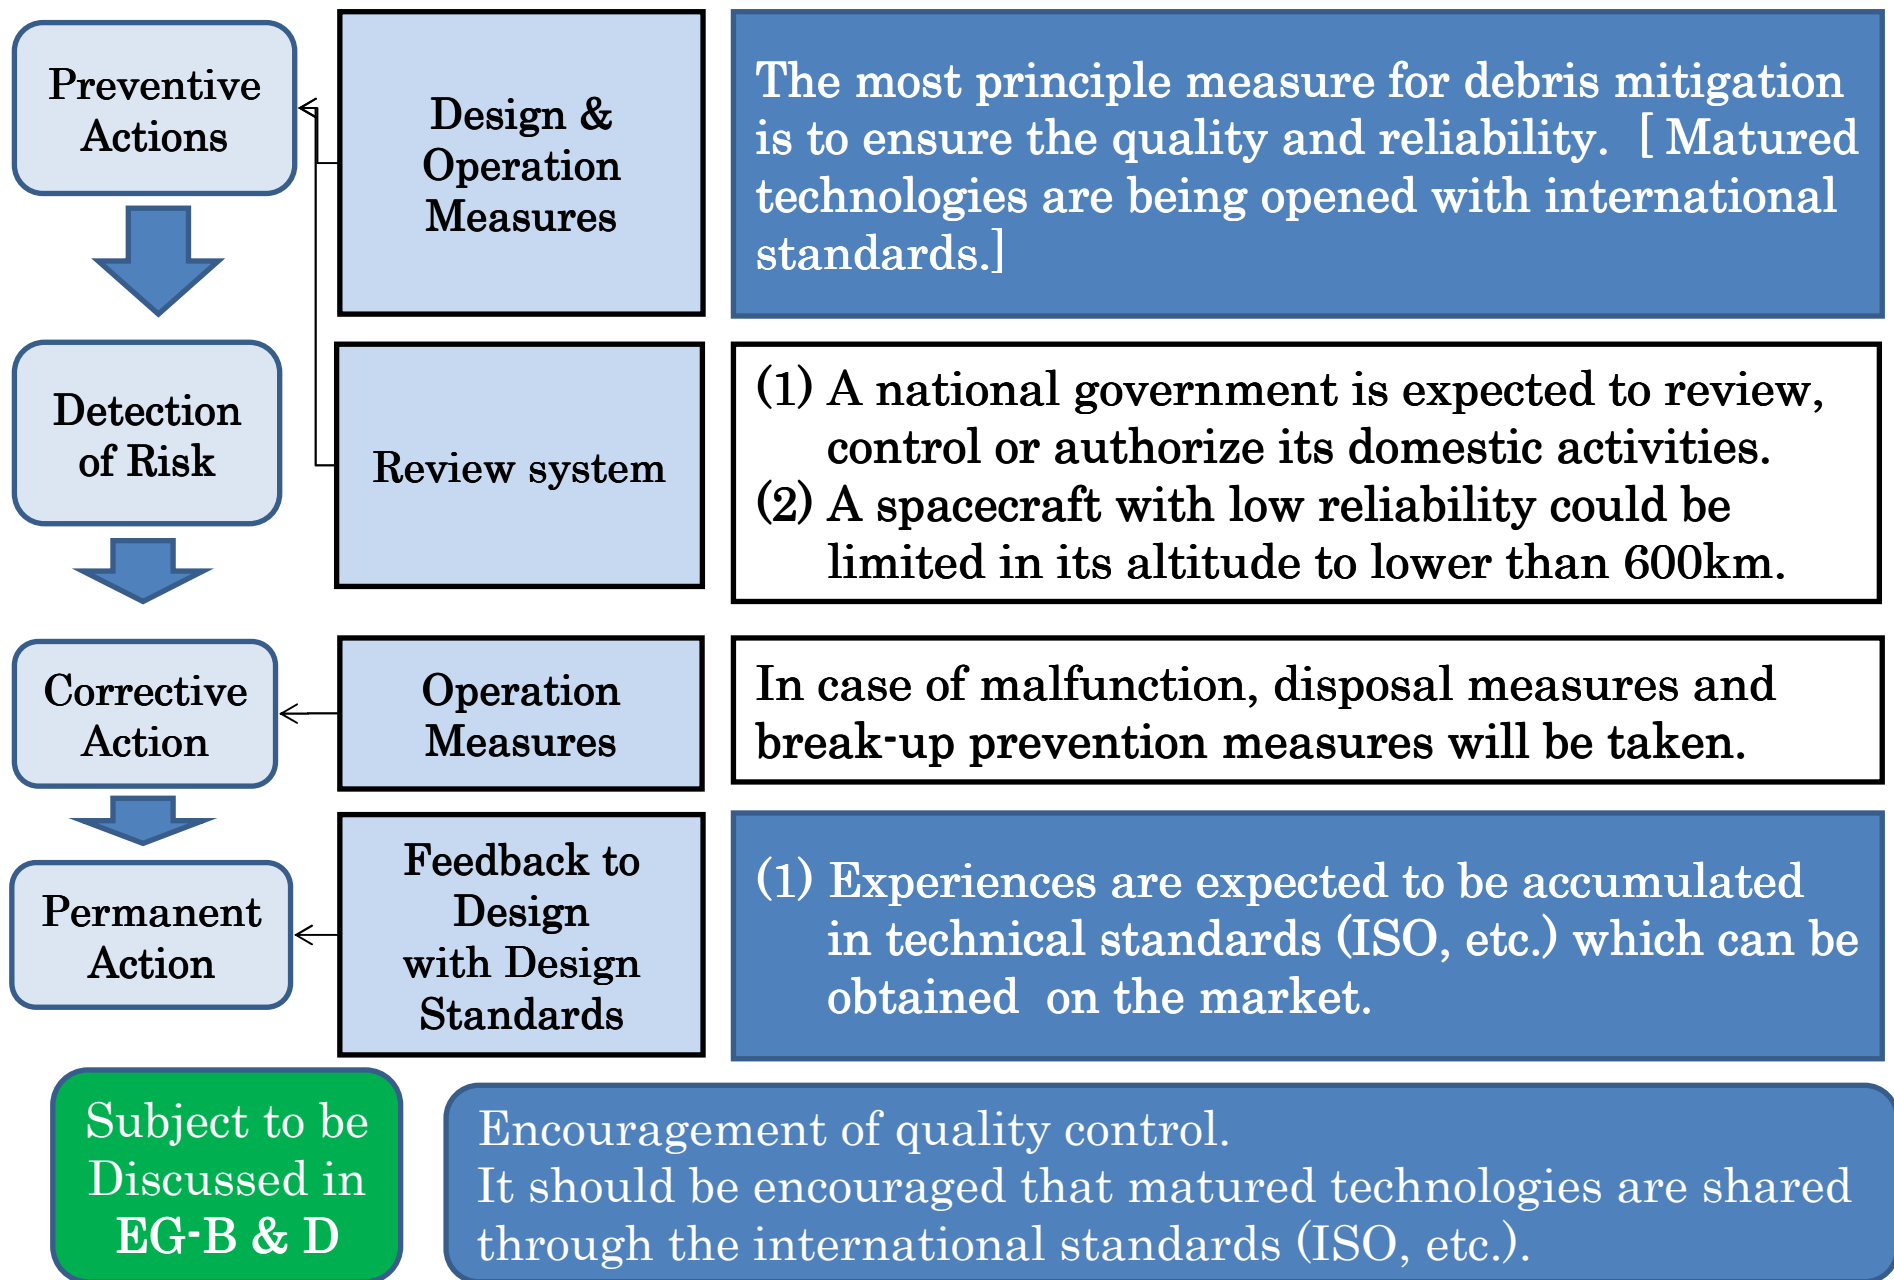 Preventive
Actions
Design &
Operation
Measures
The most principle measure for debris mitigation
is to ensure the quality and reliability.  [ Matured
technologies are being opened with international
standards.]
Detection
of Risk
Review system
(1) A national government is expected to review,
control or authorize its domestic activities.
(2) A spacecraft with low reliability could be
limited in its altitude to lower than 600km.
Corrective
Action
Operation
Measures
In case of malfunction, disposal measures and
break-up prevention measures will be taken.
Permanent
Action
Feedback to
Design
with Design
Standards
(1) Experiences are expected to be accumulated
in technical standards (ISO, etc.) which can be
obtained  on the market.
Subject to be
Discussed in
EG-B & D
Encouragement of quality control.
It should be encouraged that matured technologies are shared
through the international standards (ISO, etc.).